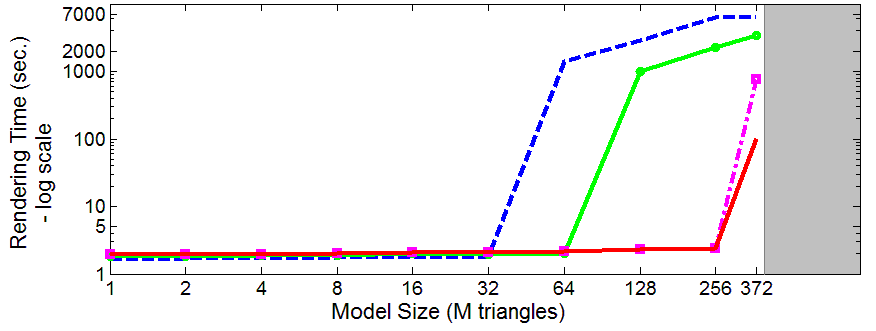 7000
2000
1000
100
10
5
1
Rendering Time (sec.)
- log scale
1 2 4 8 16 32 64 128 256 372
Model Size (M triangles)